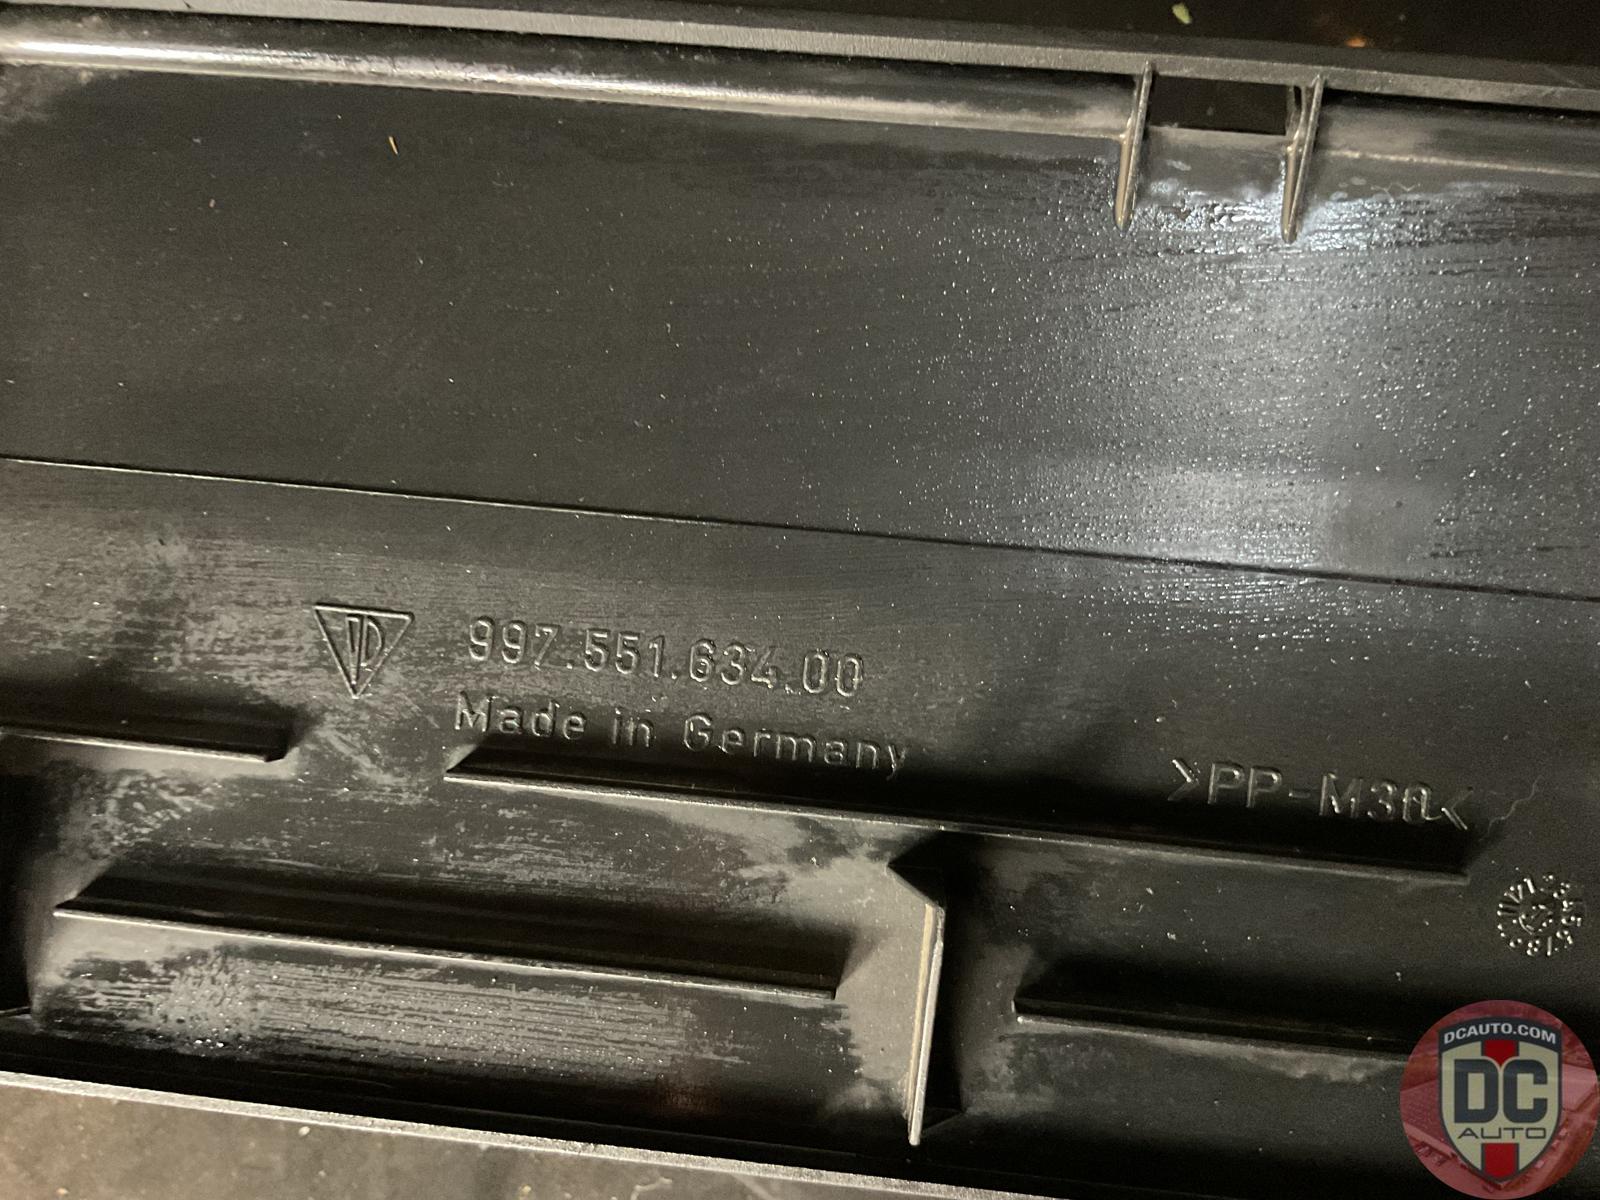 997.551.634.00
Made in Germany
>PP-M30<
DCAUTO.COM
DC
AUTO